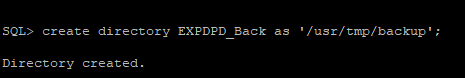 SQL> create directory EXPDPD_Back as '/usr/tmp/backup';
Directory created.